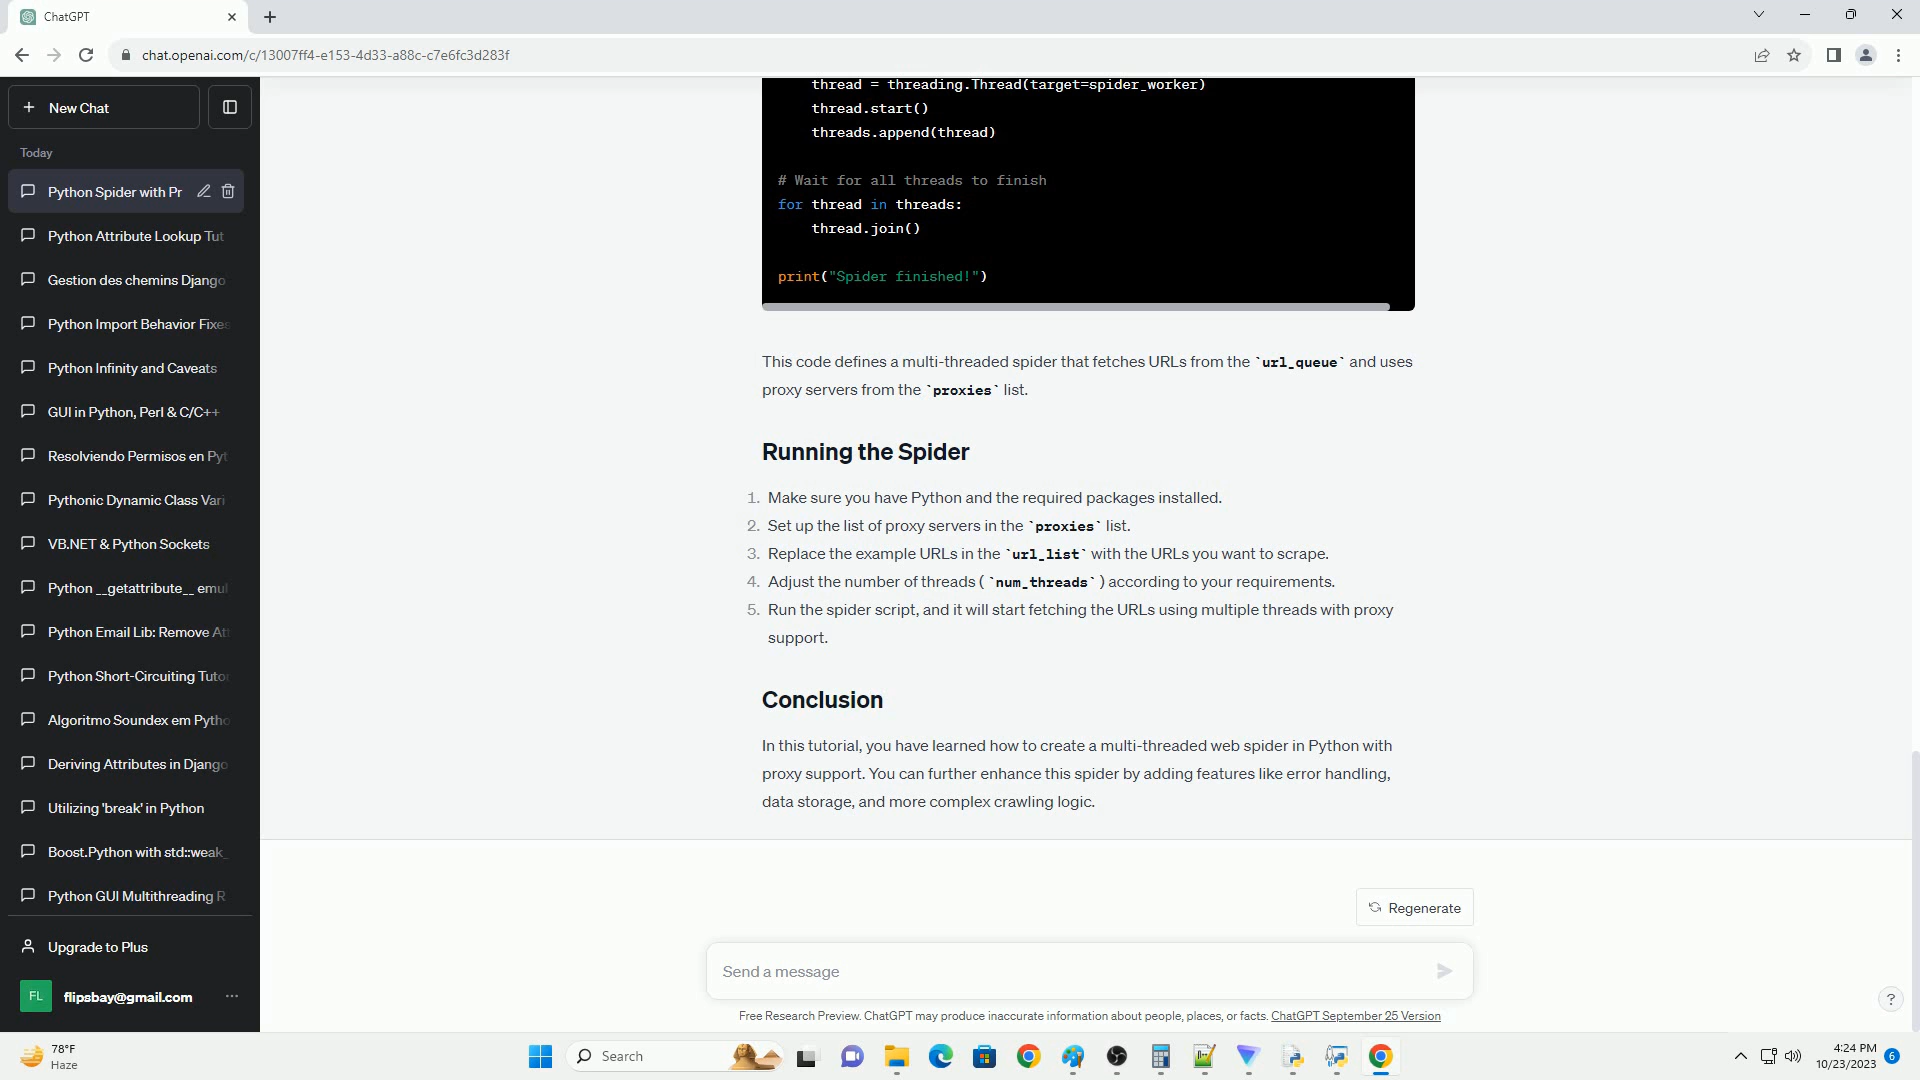 ChatGPT
chat.openai.com/c/13007ff4-e153-4d33-a88c-c7e6fc3d283f
New Chat
Today
Python Spider with Pr
Python Attribute Lookup Tut
Gestion des chemins Django
Python Import Behavior Fixes
Python Infinity and Caveats
GUI in Python, Perl & C/C++
Resolviendo Permisos en Pyt
Pythonic Dynamic Class Vari
VB.NET & Python Sockets
Python __getattribute__ emul
Python Email Lib: Remove Att
Python Short-Circuiting Tutor
Algoritmo Soundex em Pytho
Deriving Attributes in Django
Utilizing 'break' in Python
Boost.Python with std::weak_
Python GUI Multithreading R
Upgrade to Plus
FL
flipsbay@gmail.com
thread = threading.Thread(target=spider_worker)
thread.start()
threads.append(thread)
# Wait for all threads to finish
for thread in threads:
thread.join()
print("Spider finished!")
This code defines a multi-threaded spider that fetches URLs from the `url_queue` and uses
proxy servers from the `proxies` list.
Running the Spider
1. Make sure you have Python and the required packages installed.
2. Set up the list of proxy servers in the `proxies` list.
3. Replace the example URLs in the `url_list` with the URLs you want to scrape.
4. Adjust the number of threads ( `num_threads` ) according to your requirements.
5. Run the spider script, and it will start fetching the URLs using multiple threads with proxy
support.
Conclusion
In this tutorial, you have learned how to create a multi-threaded web spider in Python with
proxy support. You can further enhance this spider by adding features like error handling,
data storage, and more complex crawling logic.
Regenerate
Send a message
Free Research Preview. ChatGPT may produce inaccurate information about people, places, or facts. ChatGPT September 25 Version
?
78°F
Haze
Search
4:24 PM
10/23/2023
6